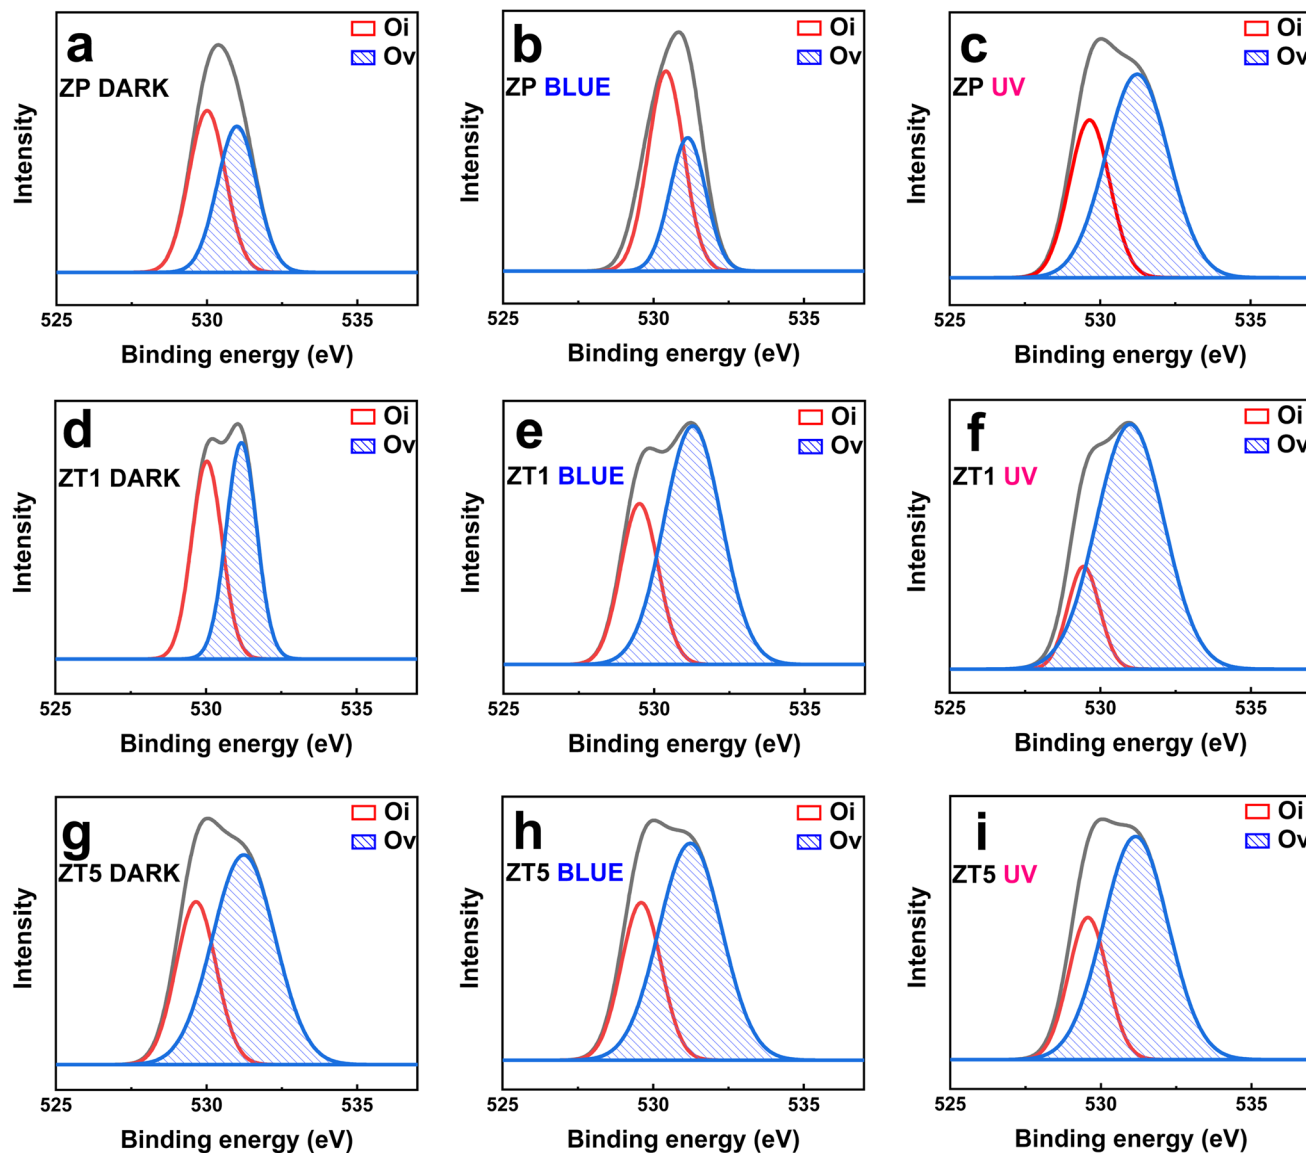 a
ZP DARK
Oi
Ov
Intensity
525 530 535
Binding energy (eV)
b
ZP BLUE
Oi
Ov
Intensity
525 530 535
Binding energy (eV)
c
ZP UV
Oi
Ov
Intensity
525 530 535
Binding energy (eV)
d
ZT1 DARK
Oi
Ov
Intensity
525 530 535
Binding energy (eV)
e
ZT1 BLUE
Oi
Ov
Intensity
525 530 535
Binding energy (eV)
f
ZT1 UV
Oi
Ov
Intensity
525 530 535
Binding energy (eV)
g
ZT5 DARK
Oi
Ov
Intensity
525 530 535
Binding energy (eV)
h
ZT5 BLUE
Oi
Ov
Intensity
525 530 535
Binding energy (eV)
i
ZT5 UV
Oi
Ov
Intensity
525 530 535
Binding energy (eV)